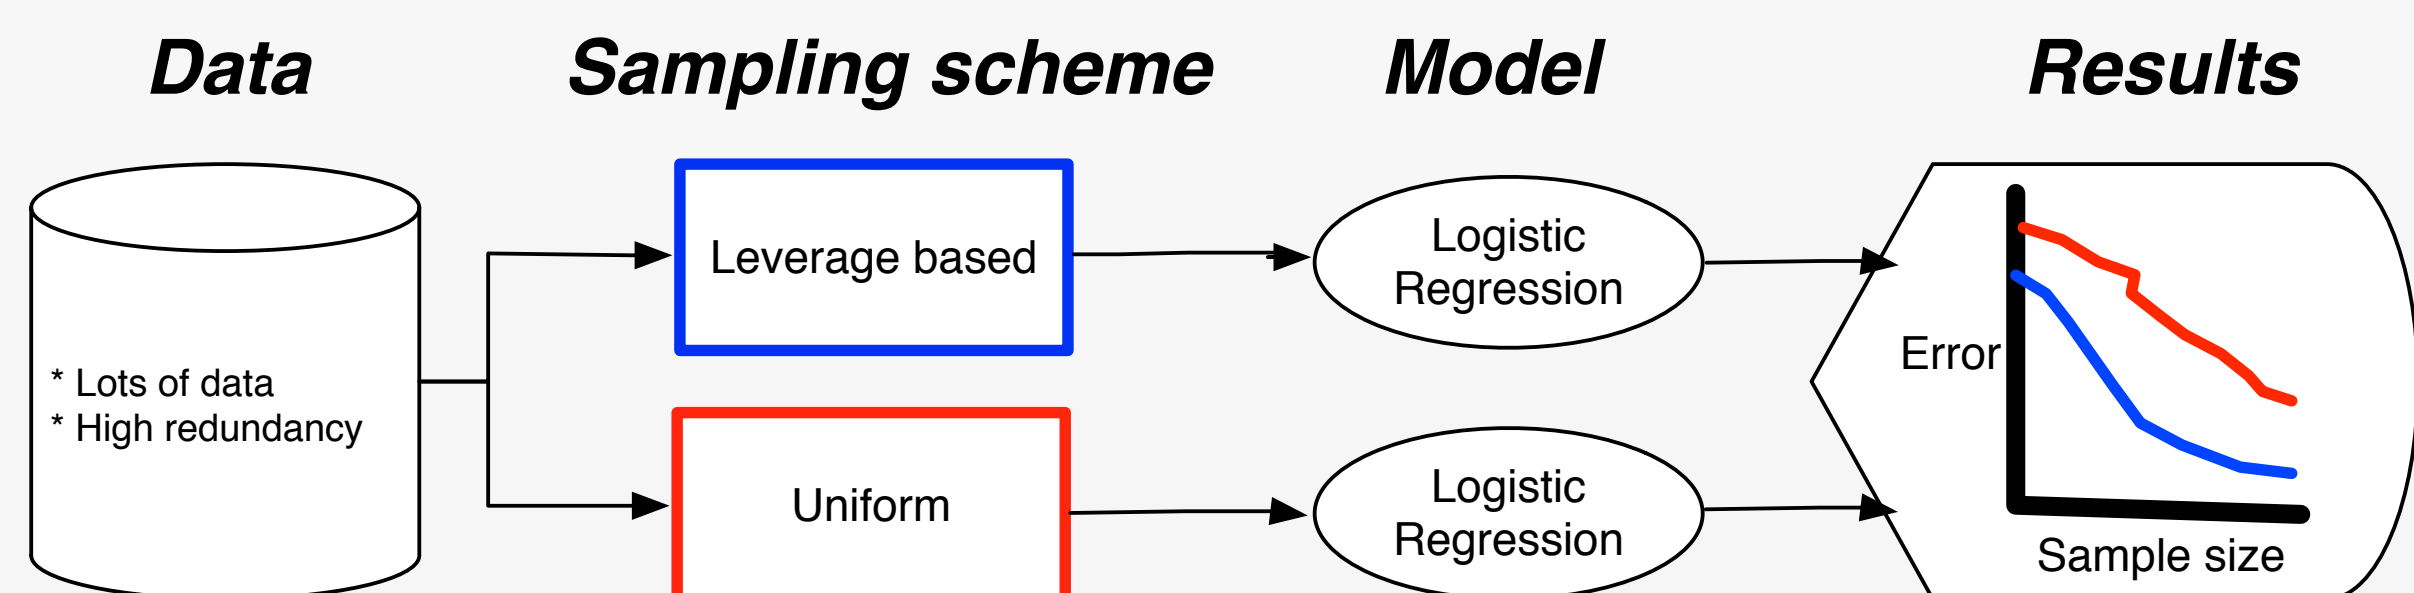 Data
Sampling scheme
Model
Results
* Lots of data
* High redundancy
Leverage based
Uniform
Logistic
Regression
Logistic
Regression
Error
Sample size